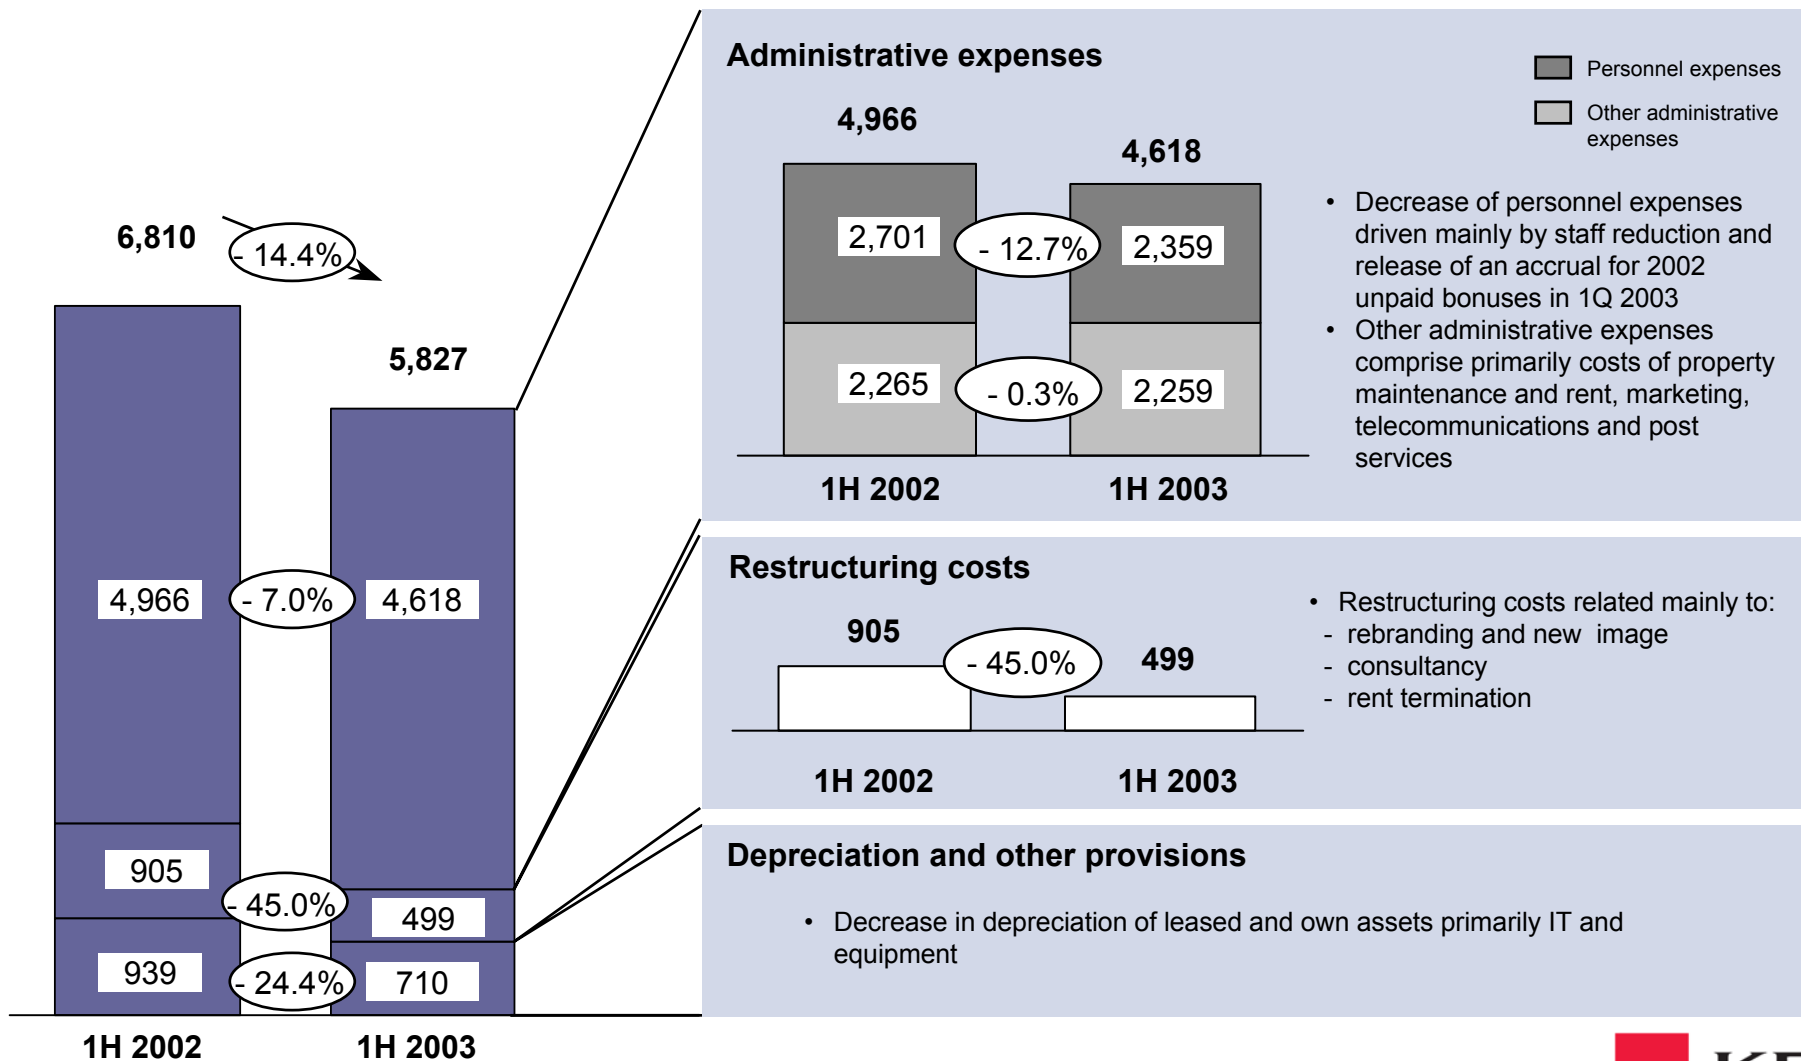 6,810
- 14.4%
5,827
4,966
- 7.0%
4,618
905
- 45.0%
499
939
- 24.4%
710
1H 2002
1H 2003
Administrative expenses
Personnel expenses
Other administrative
expenses
4,966
4,618
2,701
- 12.7%
2,359
2,265
- 0.3%
2,259
1H 2002
1H 2003
• Decrease of personnel expenses
driven mainly by staff reduction and
release of an accrual for 2002
unpaid bonuses in 1Q 2003
• Other administrative expenses
comprise primarily costs of property
maintenance and rent, marketing,
telecommunications and post
services
Restructuring costs
905
- 45.0%
499
1H 2002
1H 2003
• Restructuring costs related mainly to:
- rebranding and new image
- consultancy
- rent termination
Depreciation and other provisions
• Decrease in depreciation of leased and own assets primarily IT and
equipment